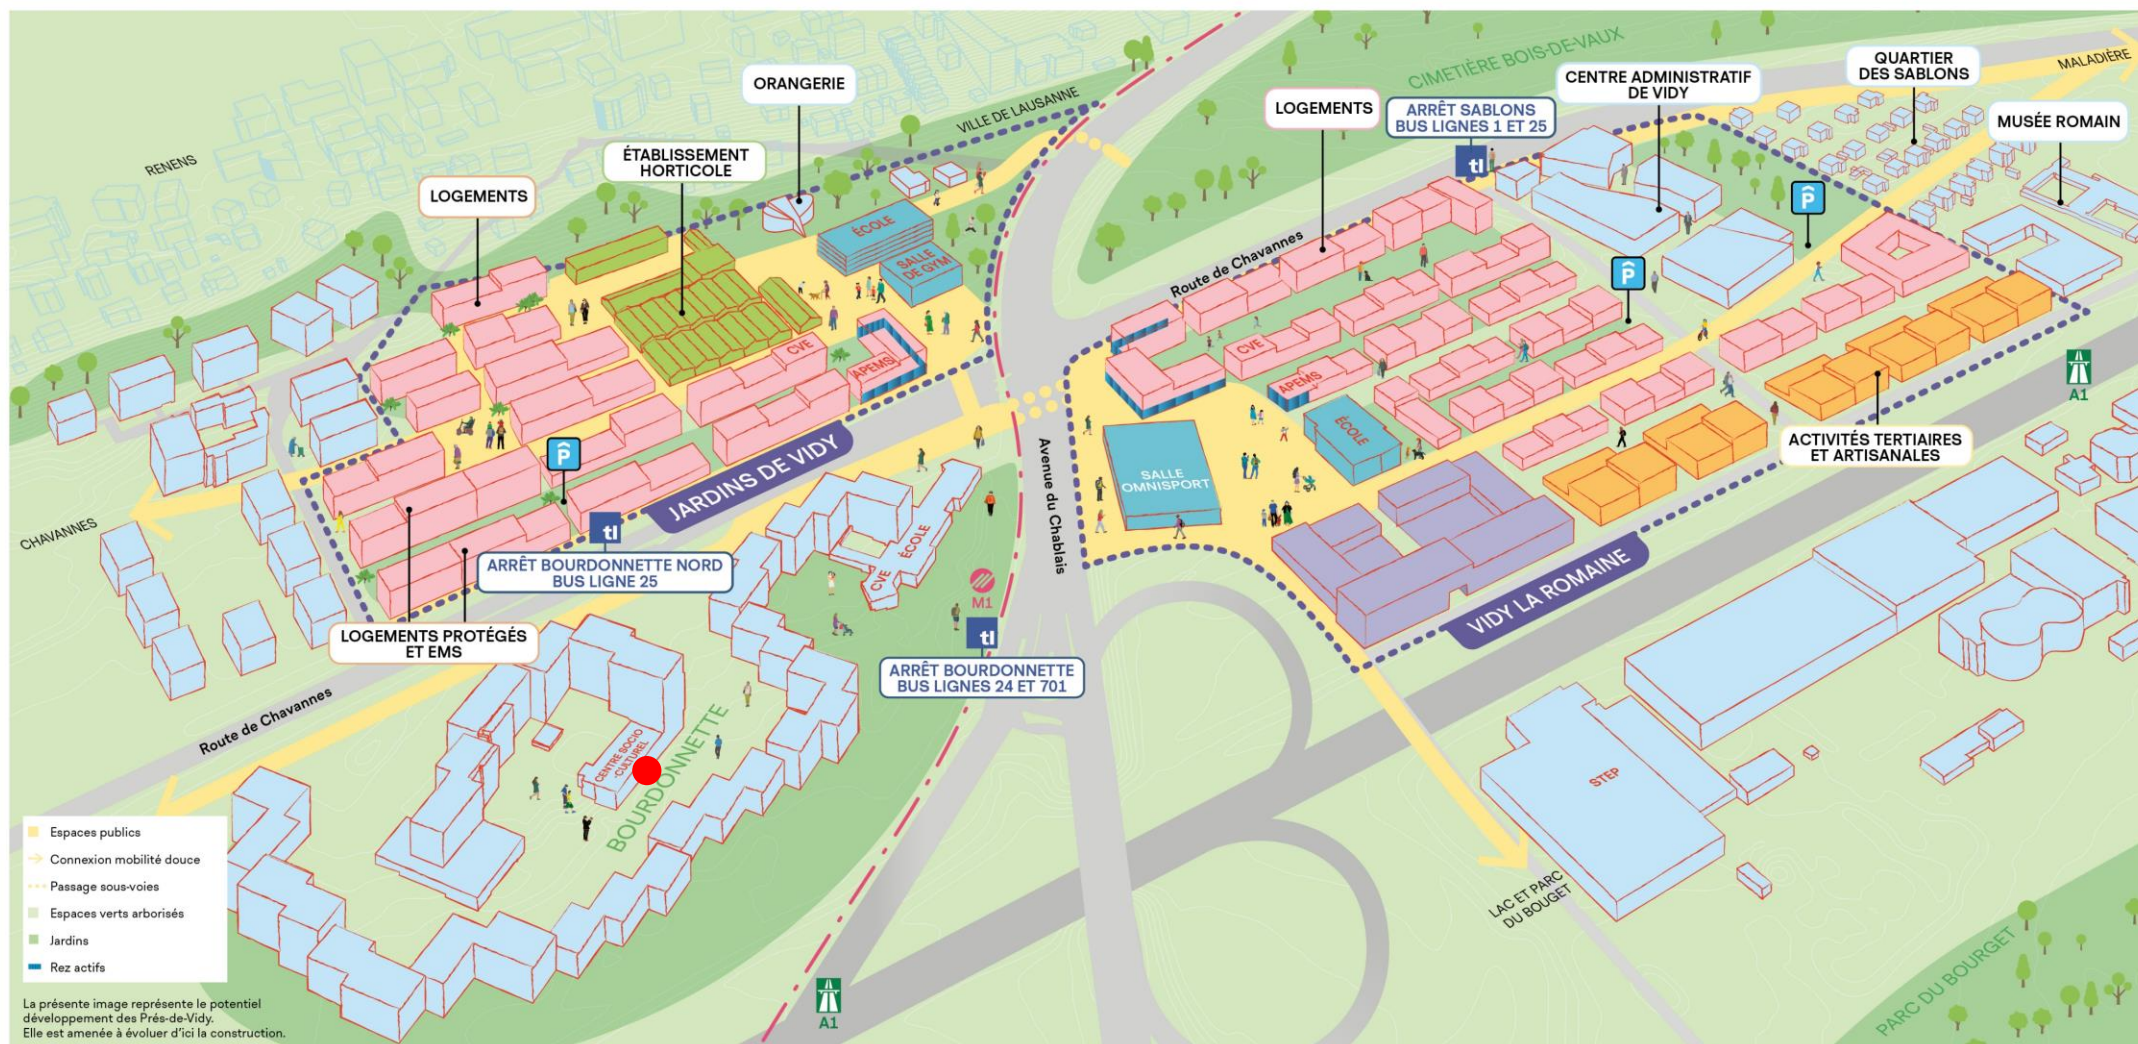 ORANGERIE
VILLE DE LAUSANNE
RENENS
ÉTABLISSEMENT
HORTICOLE
LOGEMENTS
ÉCOLE
SALLE
DE GYM
CVE
APEMS
JARDINS DE VIDY
P
tl
ARRÊT BOURDONNETTE NORD
BUS LIGNE 25
CHAVANNES
LOGEMENTS PROTÉGÉS
ET EMS
Route de Chavannes
CVE
ÉCOLE
M1
tl
ARRÊT BOURDONNETTE
BUS LIGNES 24 ET 701
CENTRE SOCIO
-CULTUREL
BOURDONNETTE
Avenue du Chablais
CIMETIÈRE BOIS-DE-VAUX
LOGEMENTS
ARRÊT SABLONS
BUS LIGNES 1 ET 25
tl
CENTRE ADMINISTRATIF
DE VIDY
QUARTIER
DES SABLONS
MALADIÈRE
MUSÉE ROMAIN
P
P
Route de Chavannes
CVE
APEMS
ÉCOLE
SALLE
OMNISPORT
ACTIVITÉS TERTIAIRES
ET ARTISANALES
A1
VIDY LA ROMAINE
STEP
LAC ET PARC
DU BOUGET
PARC DU BOURGET
A1
Espaces publics
Connexion mobilité douce
Passage sous-voies
Espaces verts arborisés
Jardins
Rez actifs
La présente image représente le potentiel
développement des Prés-de-Vidy.
Elle est amenée à évoluer d'ici la construction.